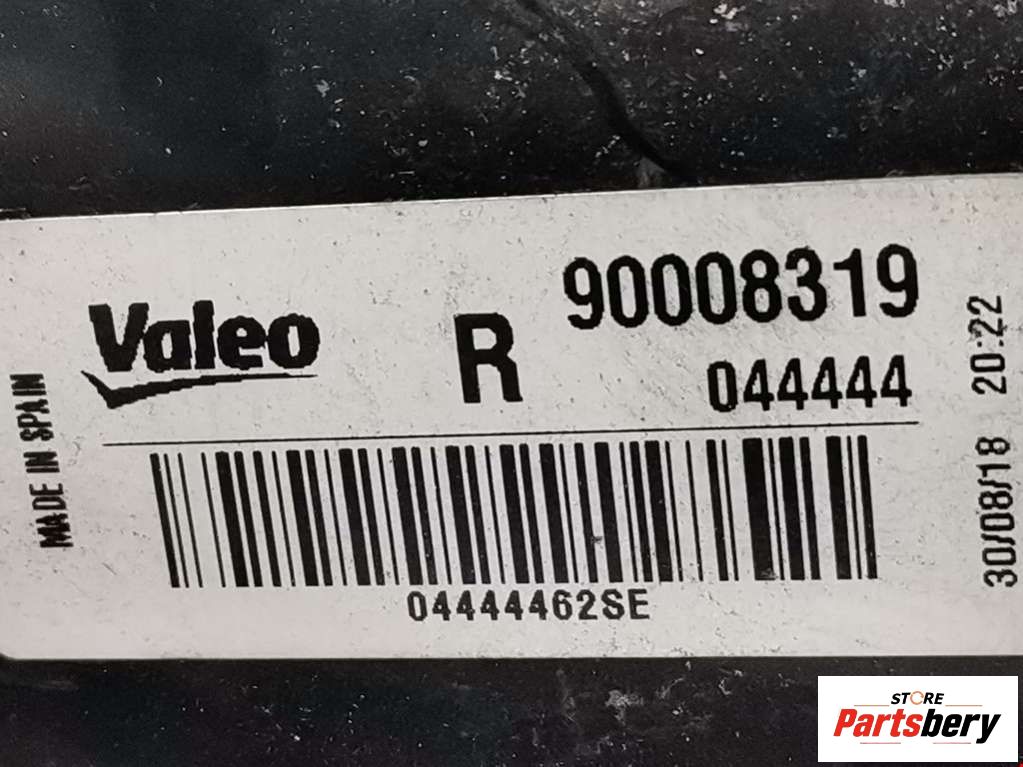 Valeo
R
90008319
044444
MADE IN SPAIN
30/08/18 20:22
04444462SE
STORE
Partsbery